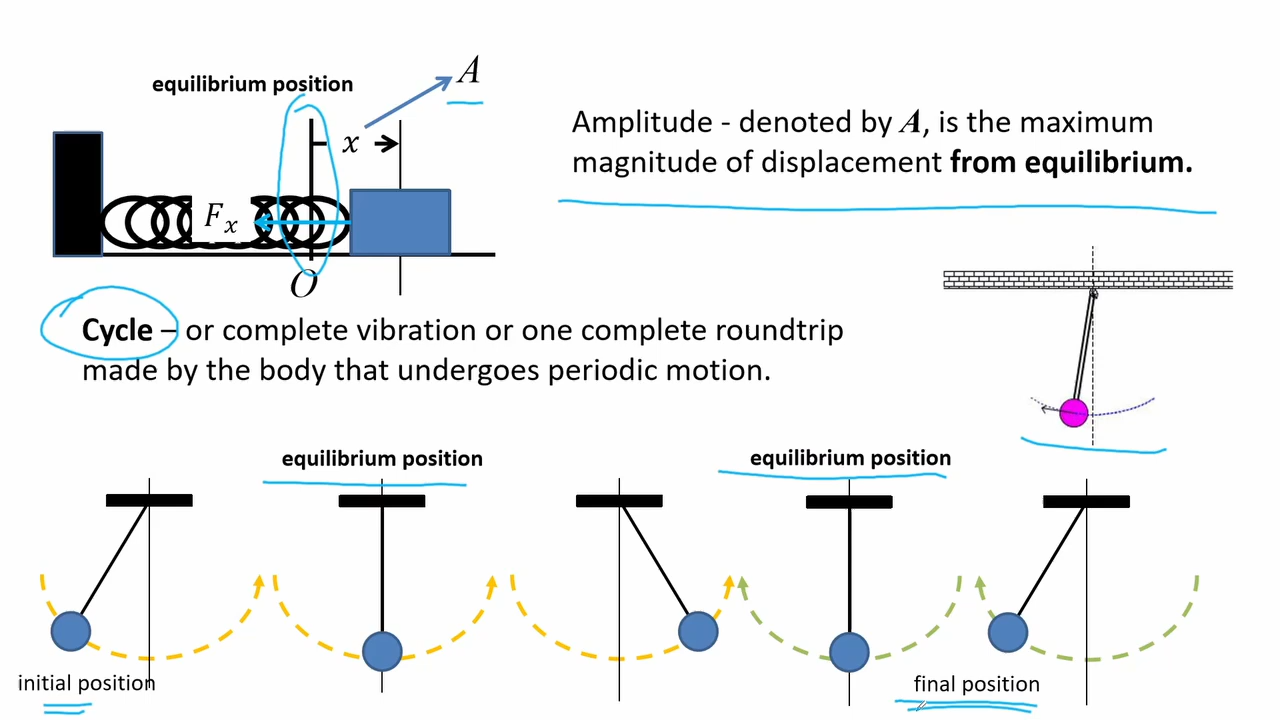 equilibrium position
A
x
Amplitude - denoted by A, is the maximum
magnitude of displacement from equilibrium.
Fx
O
Cycle – or complete vibration or one complete roundtrip
made by the body that undergoes periodic motion.
equilibrium position
equilibrium position
initial position
final position